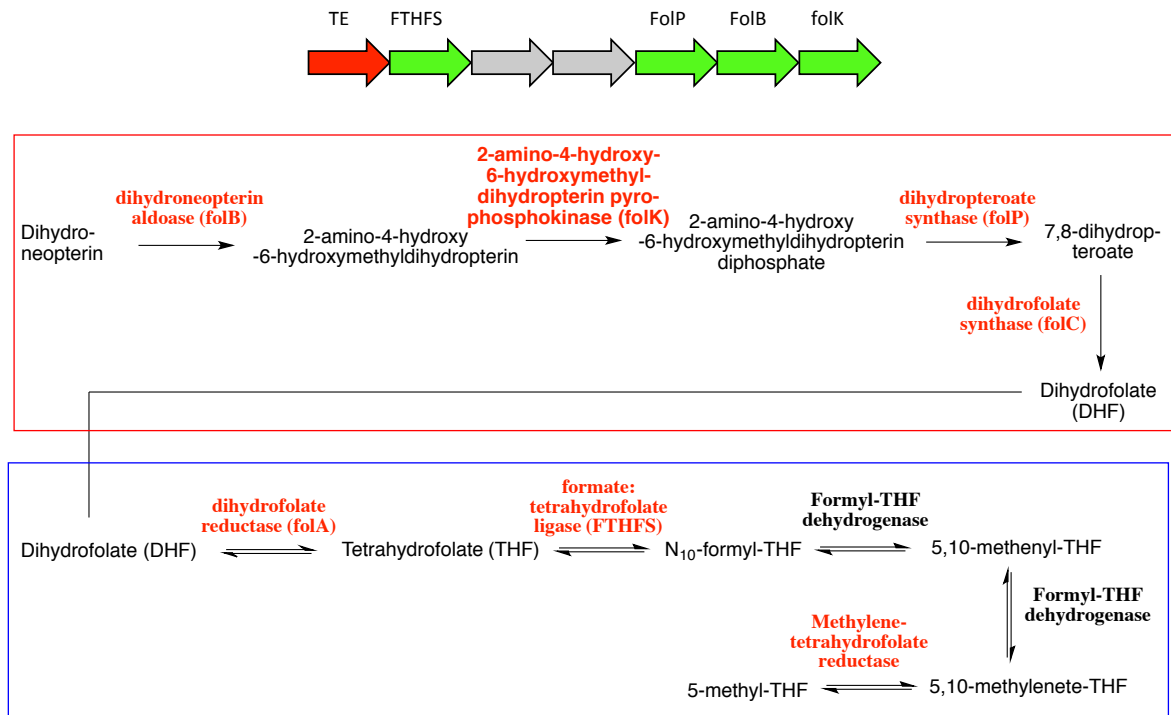 TE FTHFS FolP FolB folK
2-amino-4-hydroxy-
6-hydroxymethyl-
dihydropterin pyro-
phosphokinase (folK)
dihydroneopterin
aldoase (folB)
dihydropteroate
synthase (folP)
Dihydro-
neopterin
2-amino-4-hydroxy
-6-hydroxymethyldihydropterin
2-amino-4-hydroxy
-6-hydroxymethyldihydropterin
diphosphate
7,8-dihydrop-
teroate
dihydrofolate
synthase (folC)
Dihydrofolate
(DHF)
dihydrofolate
reductase (folA)
formate:
tetrahydrofolate
ligase (FTHFS)
Formyl-THF
dehydrogenase
Dihydrofolate (DHF)
Tetrahydrofolate (THF)
N10-formyl-THF
5,10-methenyl-THF
Formyl-THF
dehydrogenase
Methylene-
tetrahydrofolate
reductase
5-methyl-THF
5,10-methylenete-THF